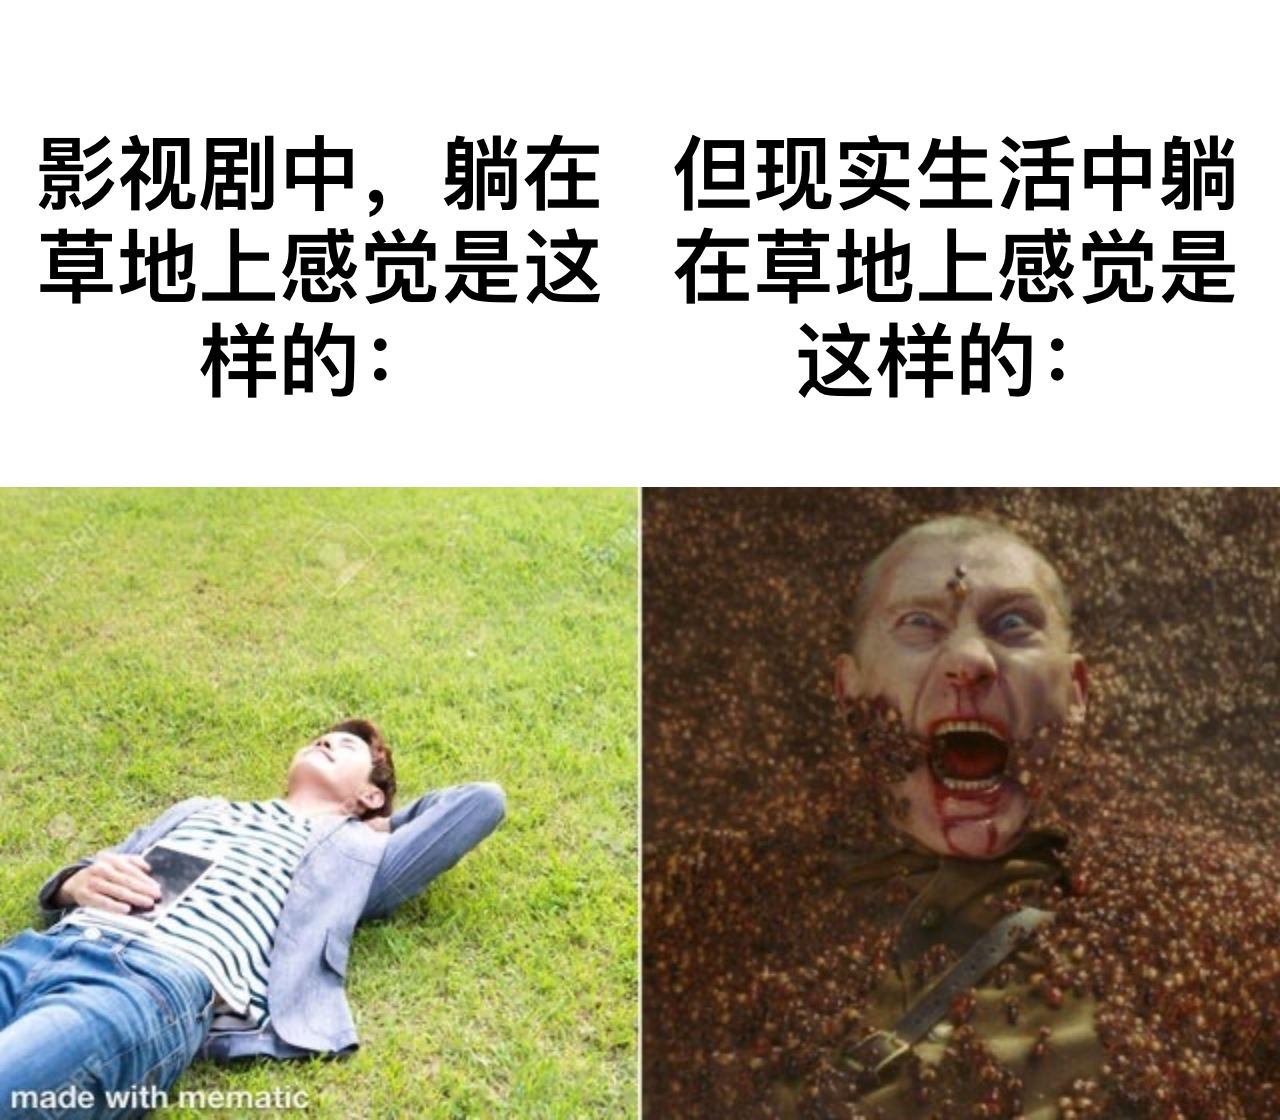 影视剧中，躺在
草地上感觉是这
样的：
但现实生活中躺
在草地上感觉是
这样的：
made with mematic